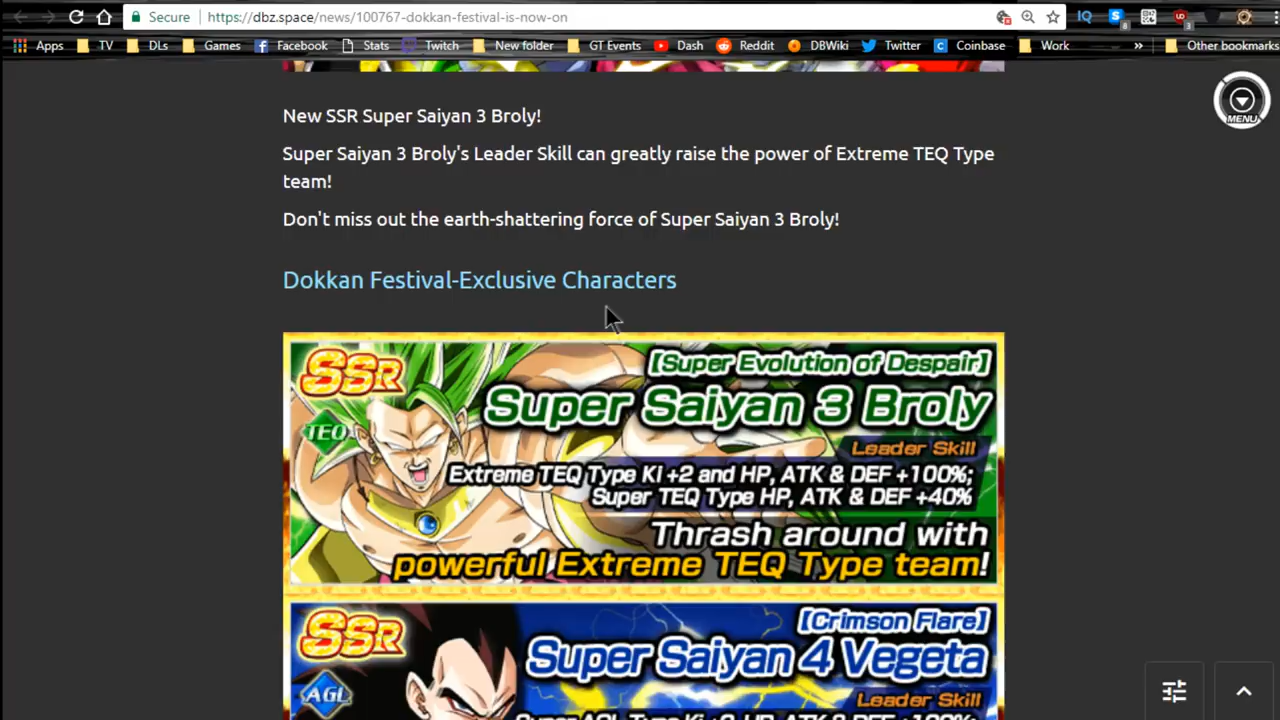 Secure https://dbz.space/news/100767-dokkan-festival-is-now-on
Apps TV DLs Games Facebook Stats Twitch New folder GT Events Dash Reddit DBWiki Twitter Coinbase Work » Other bookmarks
MENU
New SSR Super Saiyan 3 Broly!
Super Saiyan 3 Broly's Leader Skill can greatly raise the power of Extreme TEQ Type
team!
Don't miss out the earth-shattering force of Super Saiyan 3 Broly!
Dokkan Festival-Exclusive Characters
SSR
TEQ
[Super Evolution of Despair]
Super Saiyan 3 Broly
Leader Skill
Extreme TEQ Type Ki +2 and HP, ATK & DEF +100%;
Super TEQ Type HP, ATK & DEF +40%
Thrash around with
powerful Extreme TEQ Type team!
SSR
AGL
[Crimson Flare]
Super Saiyan 4 Vegeta
Leader Skill